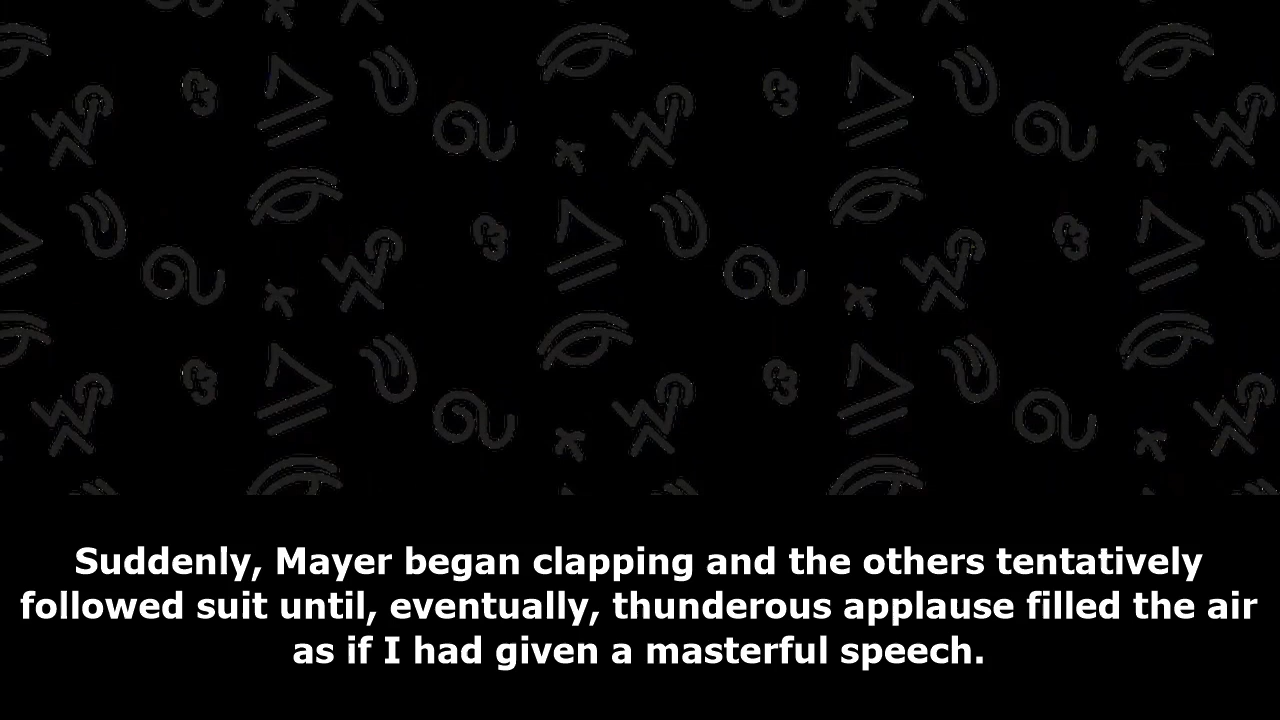 Suddenly, Mayer began clapping and the others tentatively
followed suit until, eventually, thunderous applause filled the air
as if I had given a masterful speech.